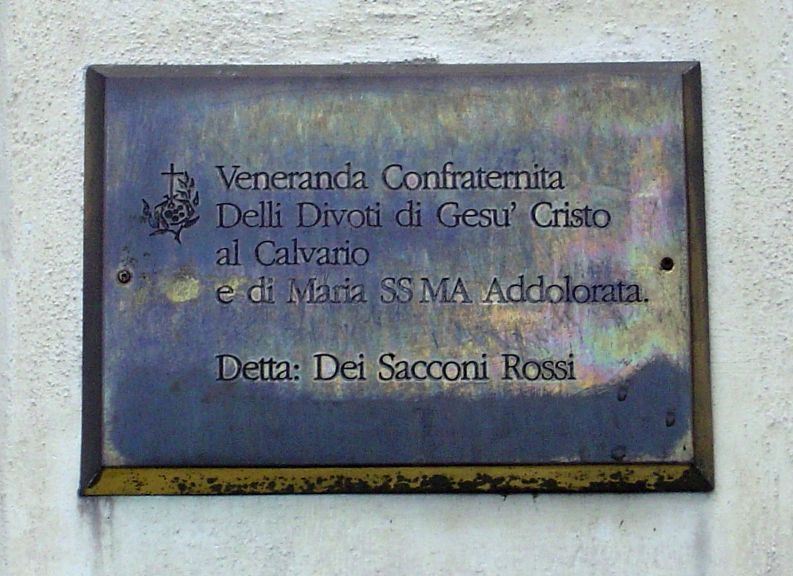 Veneranda Confraternita
Delli Divoti di Gesu' Cristo
al Calvario
e di Maria SS MA Addolorata.
Detta: Dei Sacconi Rossi